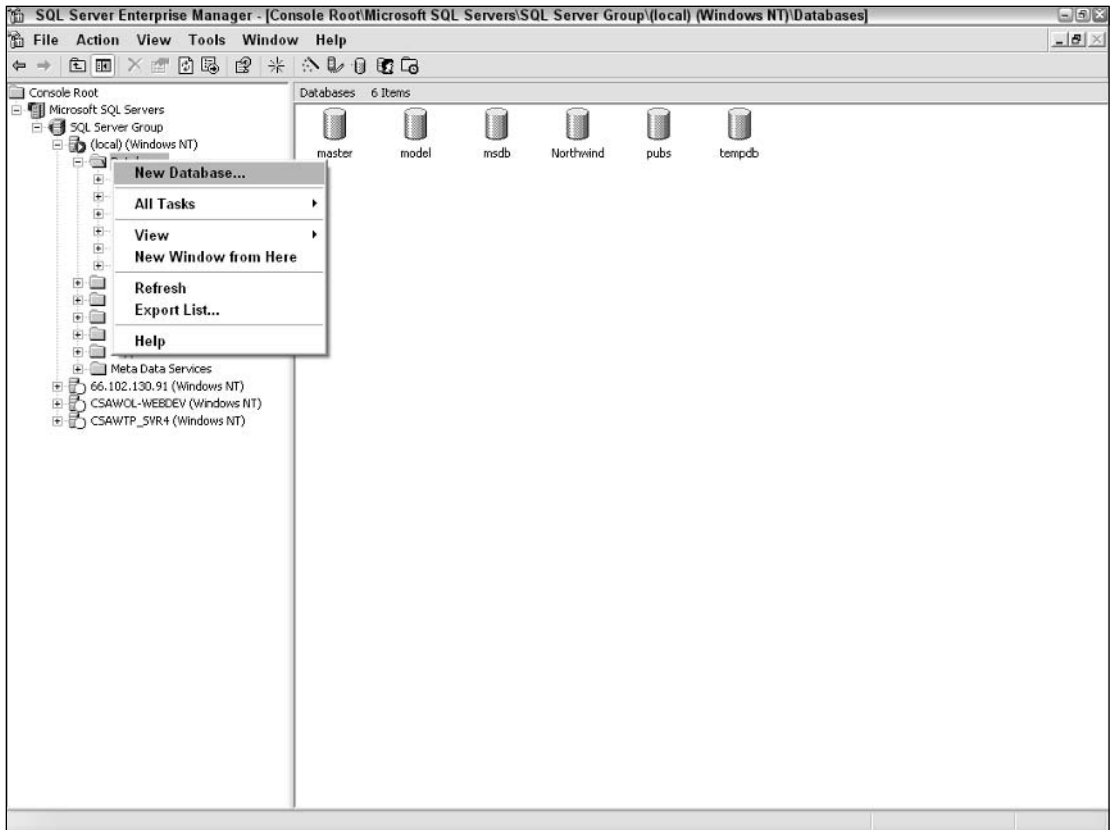 SQL Server Enterprise Manager - [Console Root\Microsoft SQL Servers\SQL Server Group\(local) (Windows NT)\Databases]
File Action View Tools Window Help
Console Root
Microsoft SQL Servers
SQL Server Group
(local) (Windows NT)
New Database...
All Tasks
View
New Window from Here
Refresh
Export List...
Help
Meta Data Services
66.102.130.91 (Windows NT)
CSAWOL-WEBDEV (Windows NT)
CSAWTP_SVR4 (Windows NT)
Databases 6 Items
master model msdb Northwind pubs tempdb